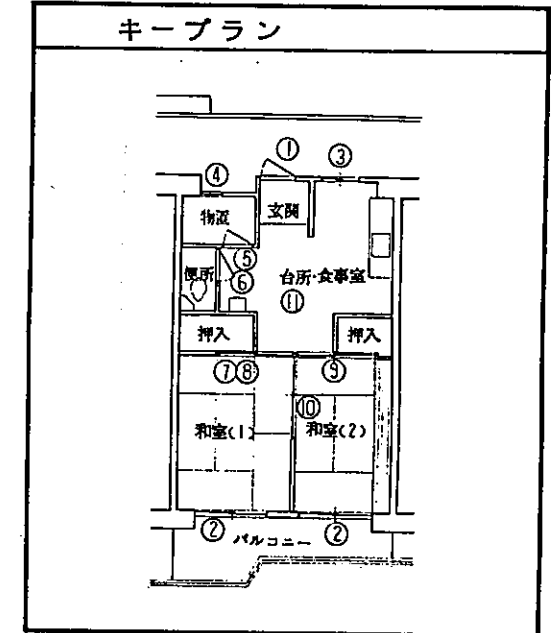 キープラン
①
③
④
物置
玄関
⑤
便所
⑥
台所・食事室
⑪
押入
押入
⑦⑧
⑨
⑩
和室(1)
和室(2)
②
②
バルコニー